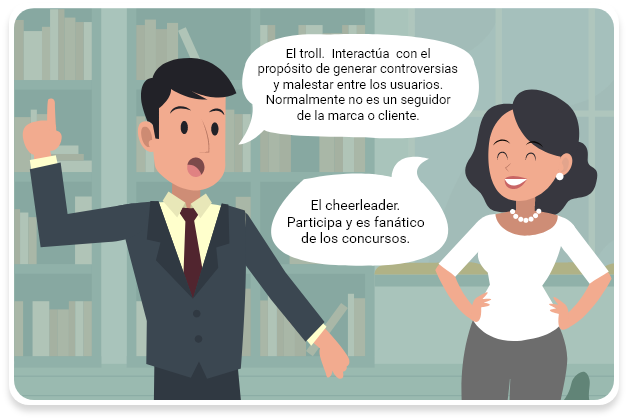 El troll. Interactúa con el
propósito de generar controversias
y malestar entre los usuarios.
Normalmente no es un seguidor
de la marca o cliente.
El cheerleader.
Participa y es fanático
de los concursos.